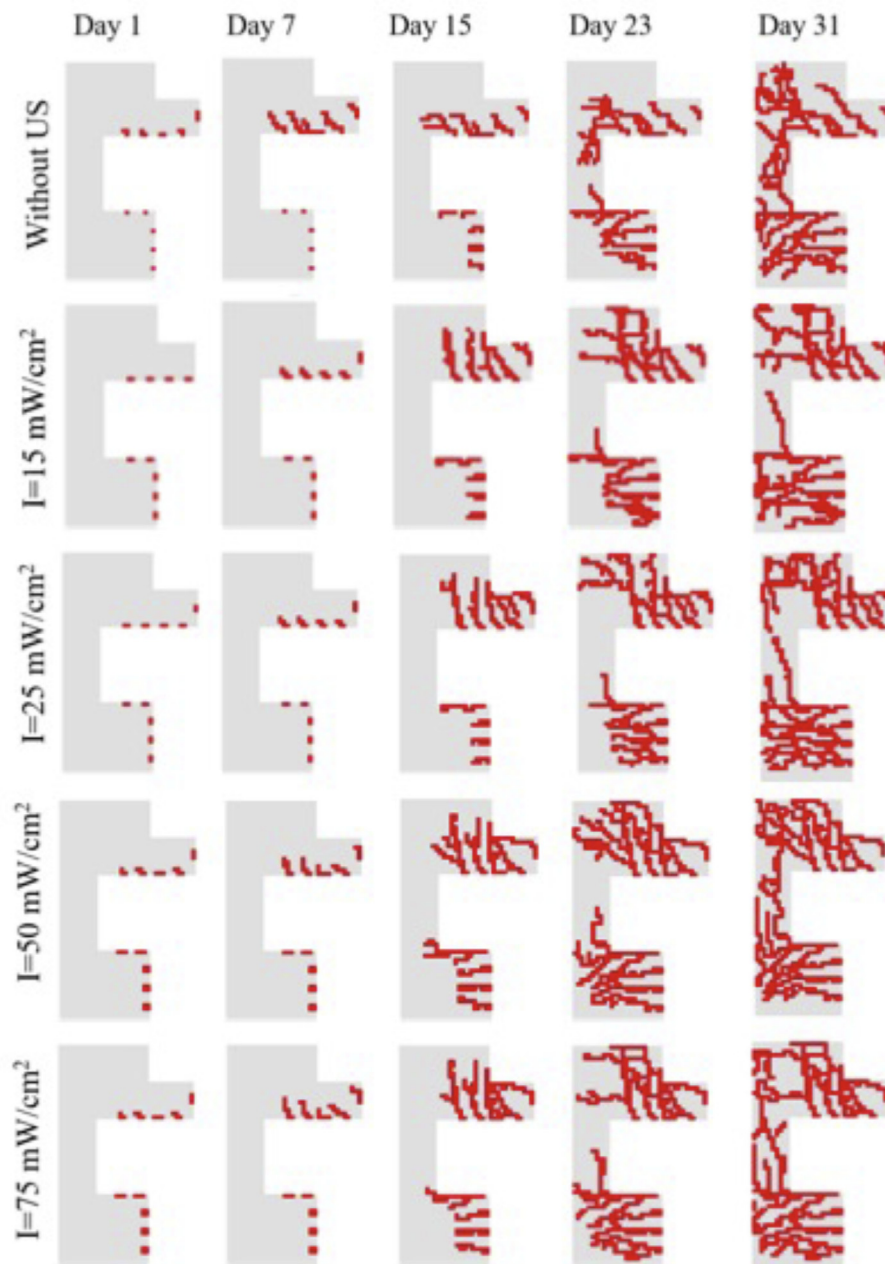 Day 1 Day 7 Day 15 Day 23 Day 31
Without US
I=15 mW/cm²
I=25 mW/cm²
I=50 mW/cm²
I=75 mW/cm²